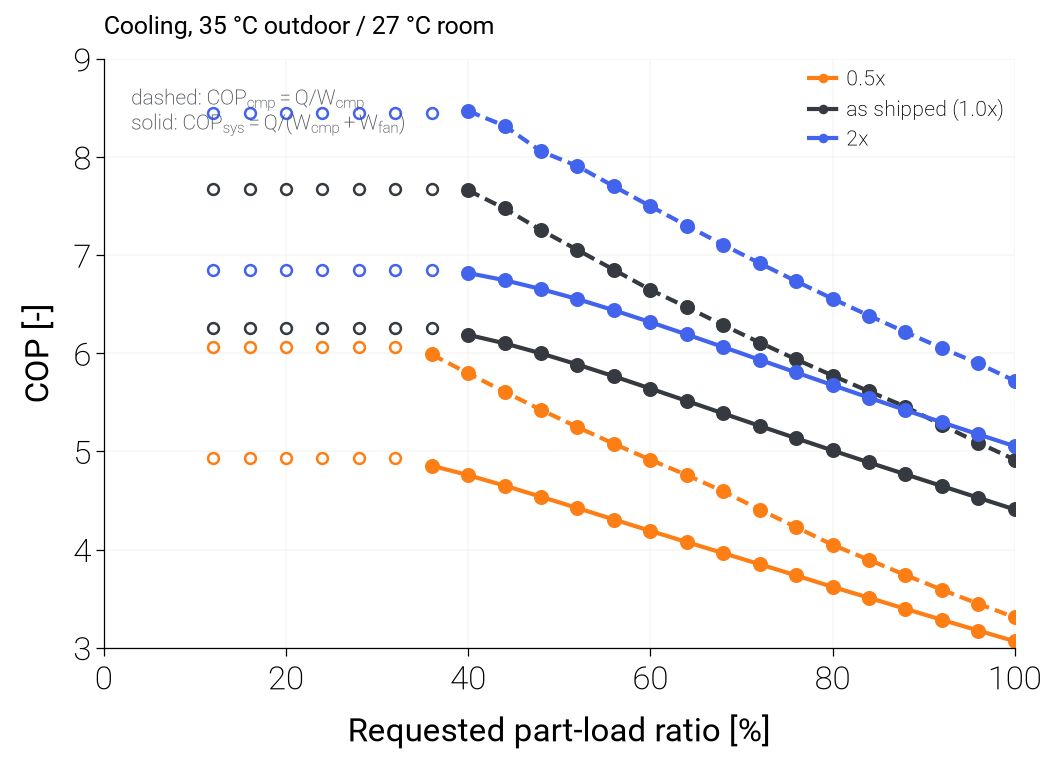 Cooling, 35 °C outdoor / 27 °C room
dashed: COPcmp = Q/Wcmp
solid: COPsys = Q/(Wcmp + Wfan)
0.5x
as shipped (1.0x)
2x
9
8
7
6
5
4
3
COP [-]
0 20 40 60 80 100
Requested part-load ratio [%]